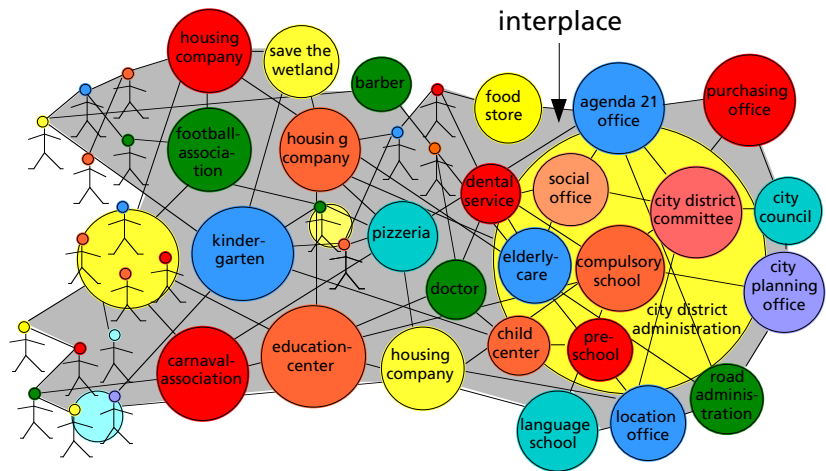 interplace
housing
company
save the
wetland
barber
food
store
agenda 21
office
purchasing
office
football-
associa-
tion
housin g
company
dental
service
social
office
city district
committee
city
council
kinder-
garten
pizzeria
elderly-
care
compulsory
school
city
planning
office
doctor
city district
administration
child
center
pre-
school
carnaval-
association
education-
center
housing
company
road
adminis-
tration
language
school
location
office